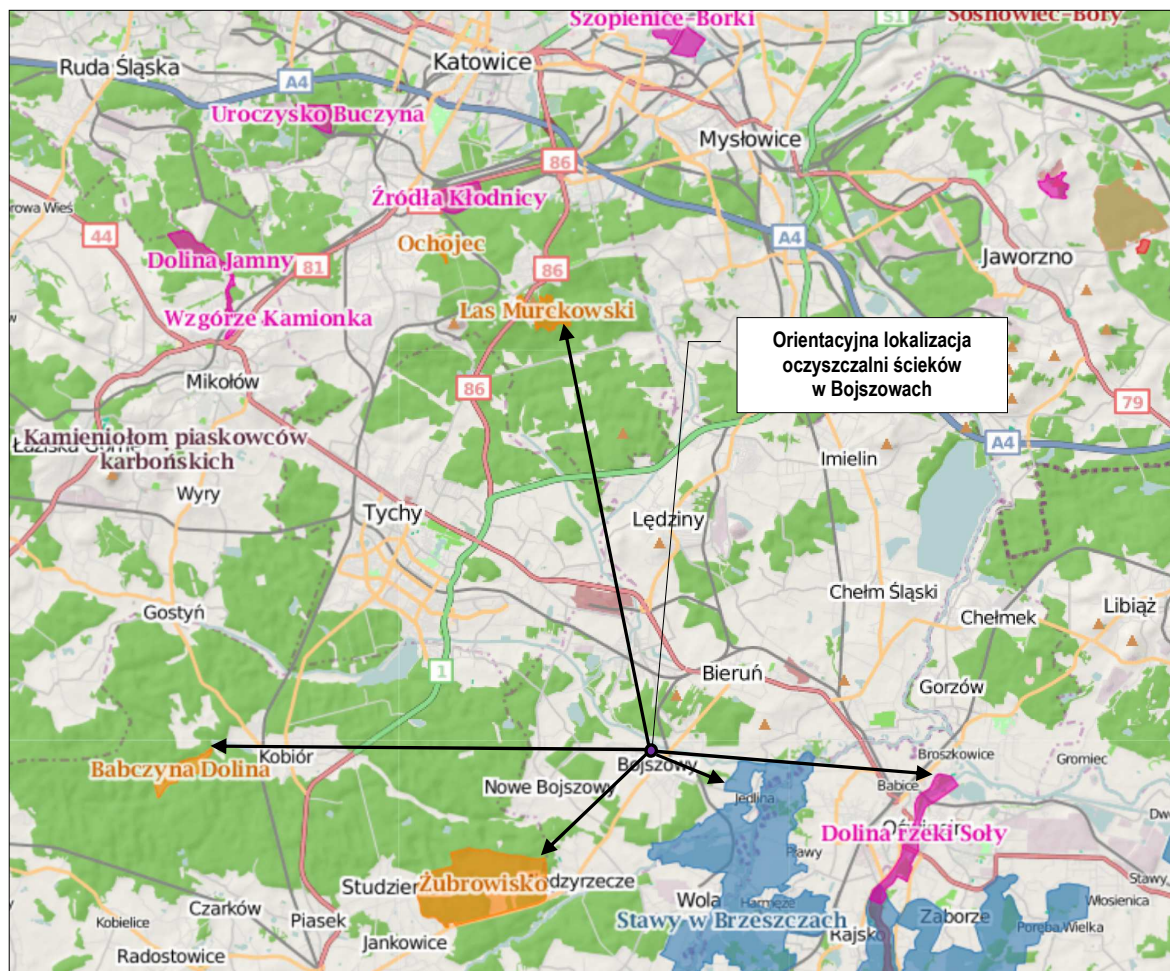 Szopienice-Borki
S1
Sosnowiec-Bory
Katowice
Ruda Śląska
A4
Uroczysko Buczyna
Mysłowice
86
Źródła Kłodnicy
44
Ochojec
A4
Dolina Jamny
81
86
Jaworzno
Las Murckowski
Wzgórze Kamionka
Orientacyjna lokalizacja
oczyszczalni ścieków
w Bojszowach
Mikołów
86
79
Kamieniołom piaskowców
karbońskich
A4
Imielin
Wyry
Tychy
Lędziny
Chełm Śląski
Gostyń
Chełmek
Libiąż
1
Bieruń
Gorzów
Kobiór
Babczyna Dolina
Bojszowy
Broszkowice
Gromiec
Nowe Bojszowy
Jedlina
Babice
Dolina rzeki Soły
Żubrowisko
Wola
Harmęże
Stawy w Brzeszczach
Rajsko
Zaborze
Poręba Wielka
Włosienica
Stawy
Czarków
Kobielice
Piasek
Jankowice
Radostowice